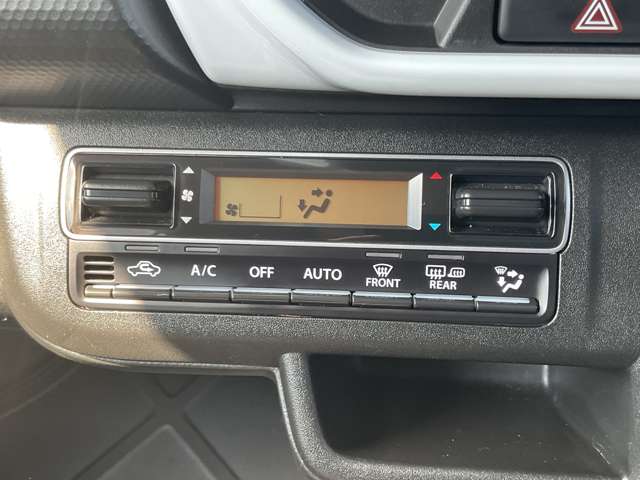 A/C OFF AUTO FRONT REAR